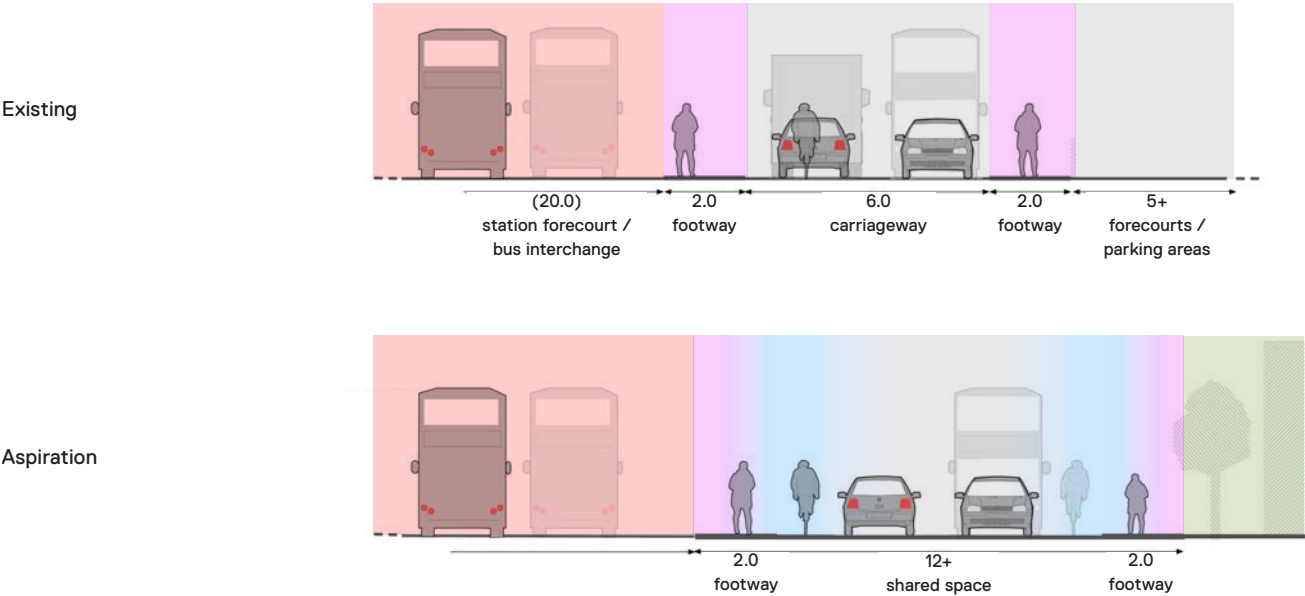 Existing
(20.0) 2.0 6.0 2.0 5+
station forecourt / footway carriageway footway forecourts /
bus interchange parking areas
Aspiration
2.0 12+ 2.0
footway shared space footway